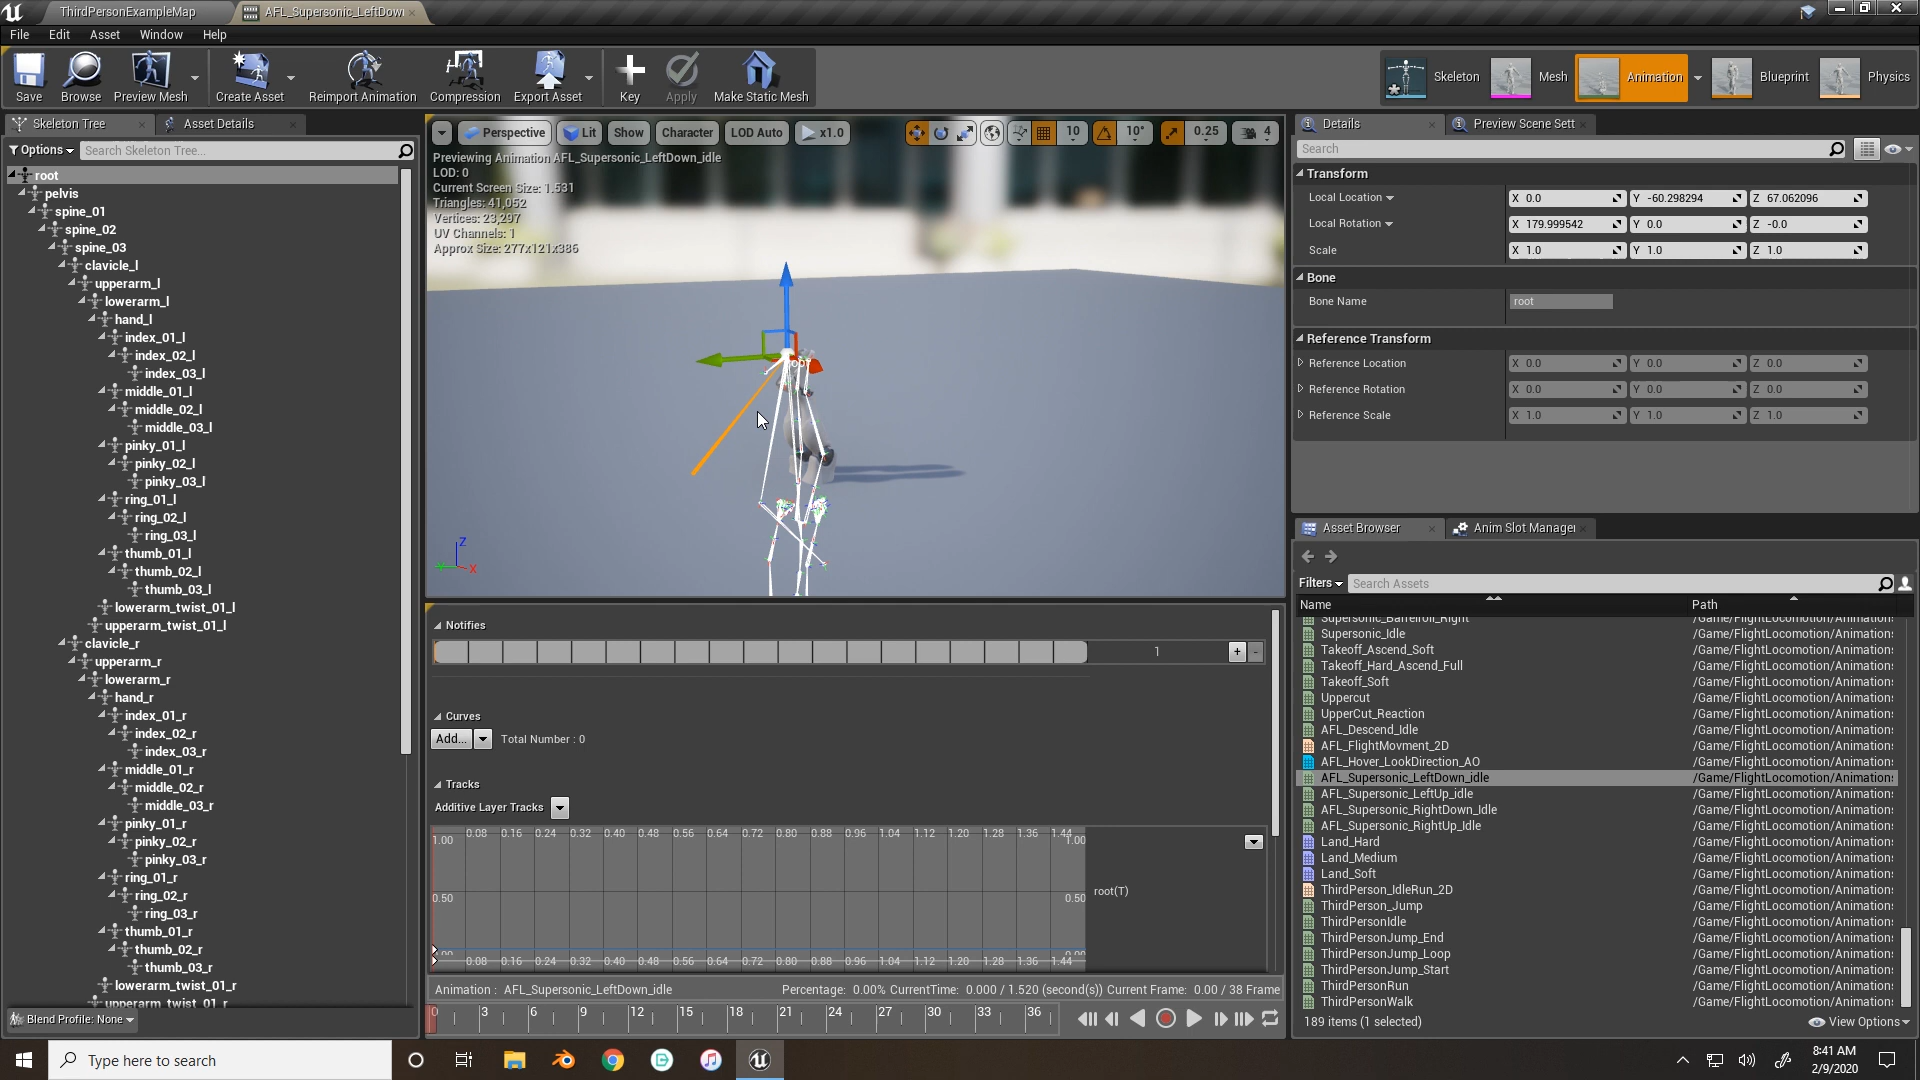 ThirdPersonExampleMap
AFL_Supersonic_LeftDown
File Edit Asset Window Help
Save Browse Preview Mesh Create Asset Reimport Animation Compression Export Asset Key Apply Make Static Mesh
Skeleton Mesh Animation Blueprint Physics
Skeleton Tree Asset Details
Options Search Skeleton Tree...
root
pelvis
spine_01
spine_02
spine_03
clavicle_l
upperarm_l
lowerarm_l
hand_l
index_01_l
index_02_l
index_03_l
middle_01_l
middle_02_l
middle_03_l
pinky_01_l
pinky_02_l
pinky_03_l
ring_01_l
ring_02_l
ring_03_l
thumb_01_l
thumb_02_l
thumb_03_l
lowerarm_twist_01_l
upperarm_twist_01_l
clavicle_r
upperarm_r
lowerarm_r
hand_r
index_01_r
index_02_r
index_03_r
middle_01_r
middle_02_r
middle_03_r
pinky_01_r
pinky_02_r
pinky_03_r
ring_01_r
ring_02_r
ring_03_r
thumb_01_r
thumb_02_r
thumb_03_r
lowerarm_twist_01_r
upperarm_twist_01_r
Blend Profile: None
Perspective Lit Show Character LOD Auto x1.0 10 10° 0.25 4
Previewing Animation AFL_Supersonic_LeftDown_idle
LOD: 0
Current Screen Size: 1.531
Triangles: 41,052
Vertices: 23,297
UV Channels: 1
Approx Size: 277x121x386
Z
X
Notifies
1 + -
Curves
Add... Total Number : 0
Tracks
Additive Layer Tracks
0.08 0.16 0.24 0.32 0.40 0.48 0.56 0.64 0.72 0.80 0.88 0.96 1.04 1.12 1.20 1.28 1.36 1.44
1.00 1.00
root(T)
0.50 0.50
0.08 0.16 0.24 0.32 0.40 0.48 0.56 0.64 0.72 0.80 0.88 0.96 1.04 1.12 1.20 1.28 1.36 1.44
Animation : AFL_Supersonic_LeftDown_idle Percentage: 0.00% CurrentTime: 0.000 / 1.520 (second(s)) Current Frame: 0.00 / 38 Frame
0 3 6 9 12 15 18 21 24 27 30 33 36
Details Preview Scene Sett
Search
Transform
Local Location X 0.0 Y -60.298294 Z 67.062096
Local Rotation X 179.999542 Y 0.0 Z -0.0
Scale X 1.0 Y 1.0 Z 1.0
Bone
Bone Name root
Reference Transform
Reference Location X 0.0 Y 0.0 Z 0.0
Reference Rotation X 0.0 Y 0.0 Z 0.0
Reference Scale X 1.0 Y 1.0 Z 1.0
Asset Browser Anim Slot Manager
Filters Search Assets
Name Path
Supersonic_Barrelroll_Right /Game/FlightLocomotion/Animation
Supersonic_Idle /Game/FlightLocomotion/Animation
Takeoff_Ascend_Soft /Game/FlightLocomotion/Animation
Takeoff_Hard_Ascend_Full /Game/FlightLocomotion/Animation
Takeoff_Soft /Game/FlightLocomotion/Animation
Uppercut /Game/FlightLocomotion/Animation
UpperCut_Reaction /Game/FlightLocomotion/Animation
AFL_Descend_Idle /Game/FlightLocomotion/Animation
AFL_FlightMovment_2D /Game/FlightLocomotion/Animation
AFL_Hover_LookDirection_AO /Game/FlightLocomotion/Animation
AFL_Supersonic_LeftDown_idle /Game/FlightLocomotion/Animation
AFL_Supersonic_LeftUp_idle /Game/FlightLocomotion/Animation
AFL_Supersonic_RightDown_Idle /Game/FlightLocomotion/Animation
AFL_Supersonic_RightUp_Idle /Game/FlightLocomotion/Animation
Land_Hard /Game/FlightLocomotion/Animation
Land_Medium /Game/FlightLocomotion/Animation
Land_Soft /Game/FlightLocomotion/Animation
ThirdPerson_IdleRun_2D /Game/FlightLocomotion/Animation
ThirdPerson_Jump /Game/FlightLocomotion/Animation
ThirdPersonIdle /Game/FlightLocomotion/Animation
ThirdPersonJump_End /Game/FlightLocomotion/Animation
ThirdPersonJump_Loop /Game/FlightLocomotion/Animation
ThirdPersonJump_Start /Game/FlightLocomotion/Animation
ThirdPersonRun /Game/FlightLocomotion/Animation
ThirdPersonWalk /Game/FlightLocomotion/Animation
189 items (1 selected) View Options
Type here to search
8:41 AM
2/9/2020